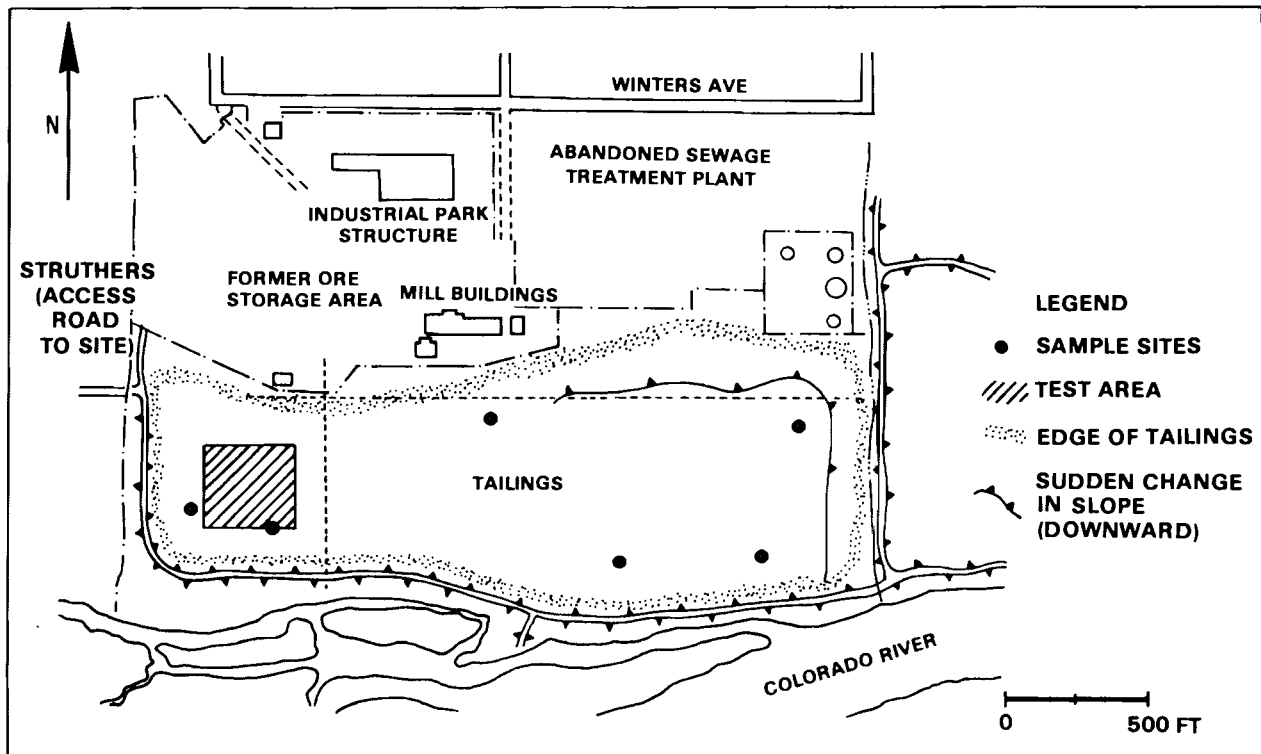 N
WINTERS AVE
ABANDONED SEWAGE
TREATMENT PLANT
INDUSTRIAL PARK
STRUCTURE
STRUTHERS
(ACCESS
ROAD
TO SITE)
FORMER ORE
STORAGE AREA
MILL BUILDINGS
TAILINGS
LEGEND
SAMPLE SITES
TEST AREA
EDGE OF TAILINGS
SUDDEN CHANGE
IN SLOPE
(DOWNWARD)
COLORADO RIVER
0 500 FT